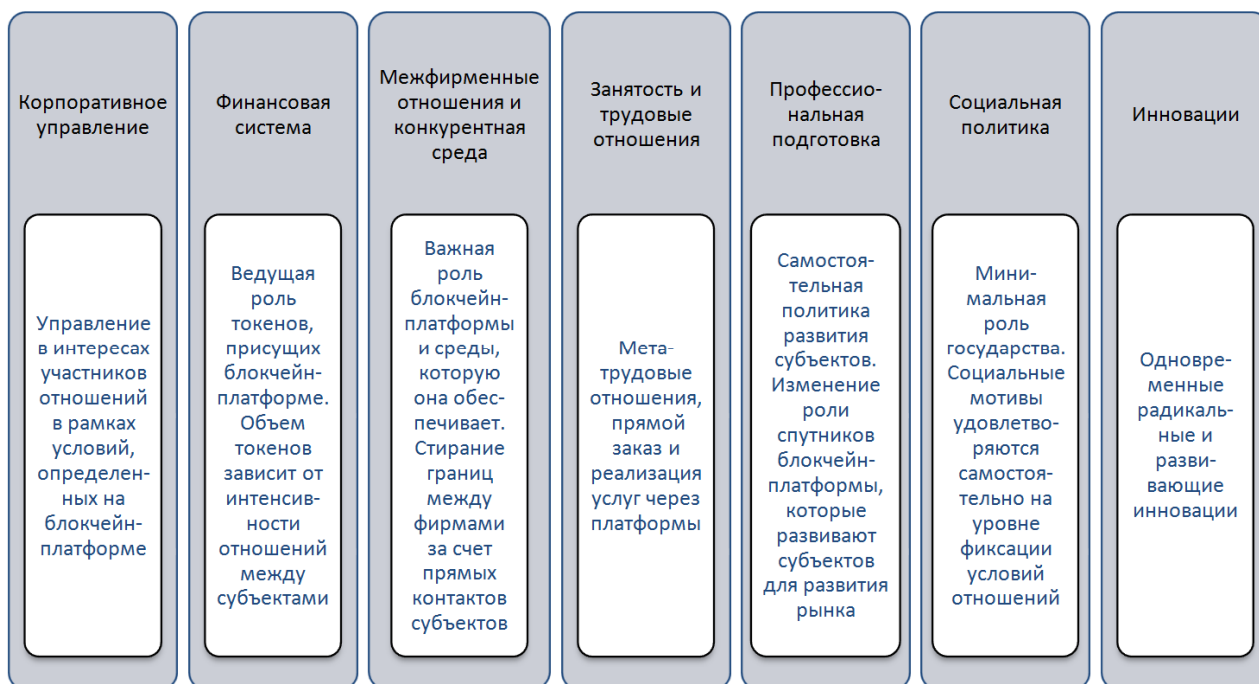 Корпоративное
управление
Управление
в интересах
участников
отношений
в рамках
условий,
определен-
ных на
блокчейн-
платформе
Финансовая
система
Ведущая
роль
токенов,
присущих
блокчейн-
платформе.
Объем
токенов
зависит от
интенсив-
ности
отношений
между
субъектами
Межфирменные
отношения и
конкурентная
среда
Важная
роль
блокчейн-
платформы
и среды,
которую
она обес-
печивает.
Стирание
границ
между
фирмами
за счет
прямых
контактов
субъектов
Занятость и
трудовые
отношения
Мета-
трудовые
отношения,
прямой
заказ и
реализация
услуг через
платформы
Профессио-
нальная
подготовка
Самостоя-
тельная
политика
развития
субъектов.
Изменение
роли
спутников
блокчейн-
платформы,
которые
развивают
субъектов
для развития
рынка
Социальная
политика
Мини-
мальная
роль
государства.
Социальные
мотивы
удовлетво-
ряются
самостоя-
тельно на
уровне
фиксации
условий
отношений
Инновации
Одновре-
менные
радикаль-
ные и
разви-
вающие
инновации